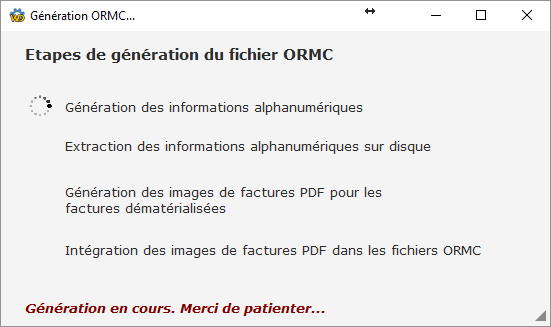 Génération ORMC...
Etapes de génération du fichier ORMC
Génération des informations alphanumériques
Extraction des informations alphanumériques sur disque
Génération des images de factures PDF pour les
factures dématérialisées
Intégration des images de factures PDF dans les fichiers ORMC
Génération en cours. Merci de patienter...